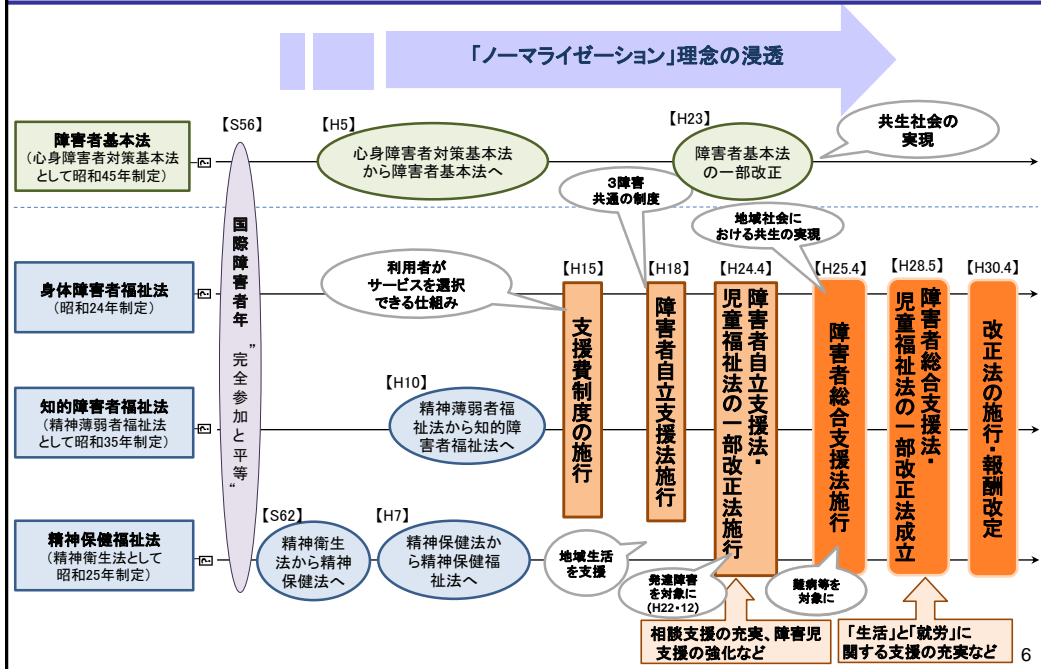 「ノーマライゼーション」理念の浸透
障害者基本法
（心身障害者対策基本法
として昭和45年制定）
【S56】
国際障害者年
”完全参加と平等“
【H5】
心身障害者対策基本法
から障害者基本法へ
【H23】
障害者基本法
の一部改正
共生社会の
実現
3障害
共通の制度
地域社会に
おける共生の実現
身体障害者福祉法
（昭和24年制定）
利用者が
サービスを選択
できる仕組み
【H15】
支援費制度の施行
【H18】
障害者自立支援法施行
【H24.4】
障害者自立支援法・
児童福祉法の一部改正法施行
【H25.4】
障害者総合支援法施行
【H28.5】
障害者総合支援法・
児童福祉法の一部改正法成立
【H30.4】
改正法の施行・報酬改定
知的障害者福祉法
（精神薄弱者福祉法
として昭和35年制定）
【H10】
精神薄弱者福
祉法から知的障
害者福祉法へ
精神保健福祉法
（精神衛生法として
昭和25年制定）
【S62】
精神衛生
法から精神
保健法へ
【H7】
精神保健法か
ら精神保健福
祉法へ
地域生活
を支援
発達障害
を対象に
（H22・12）
難病等を
対象に
相談支援の充実、障害児
支援の強化など
「生活」と「就労」に
関する支援の充実など
6